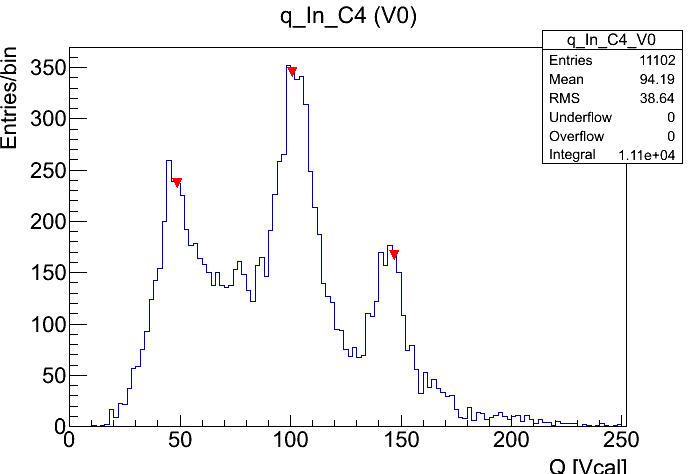 q_In_C4 (V0)
q_In_C4_V0
Entries 11102
Mean 94.19
RMS 38.64
Underflow 0
Overflow 0
Integral 1.11e+04
Entries/bin
350
300
250
200
150
100
50
0
0 50 100 150 200 250
Q [Vcal]